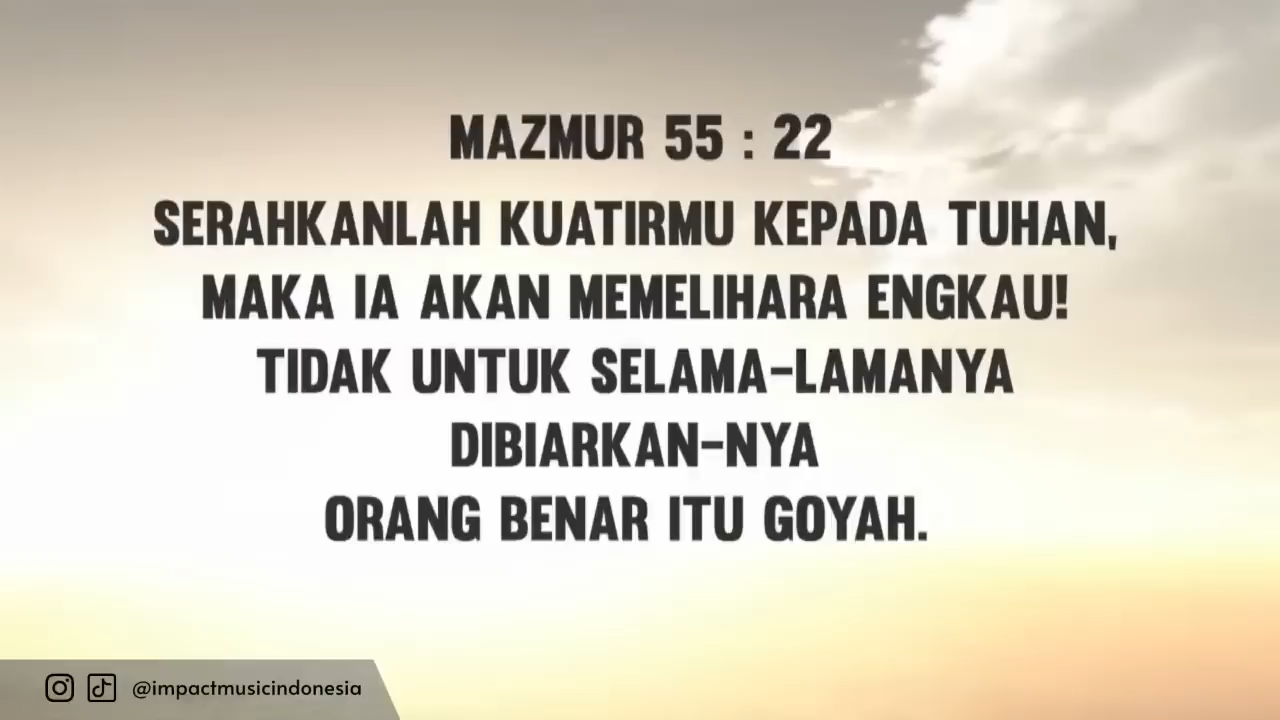 MAZMUR 55 : 22
SERAHKANLAH KUATIRMU KEPADA TUHAN,
MAKA IA AKAN MEMELIHARA ENGKAU!
TIDAK UNTUK SELAMA-LAMANYA
DIBIARKAN-NYA
ORANG BENAR ITU GOYAH.
@impactmusicindonesia